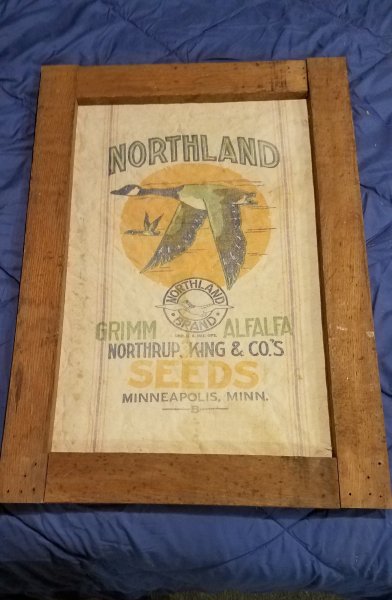 NORTHLAND
NORTHLAND
BRAND
GRIMM ALFALFA
NORTHRUP, KING & CO.'S
SEEDS
MINNEAPOLIS, MINN.
B